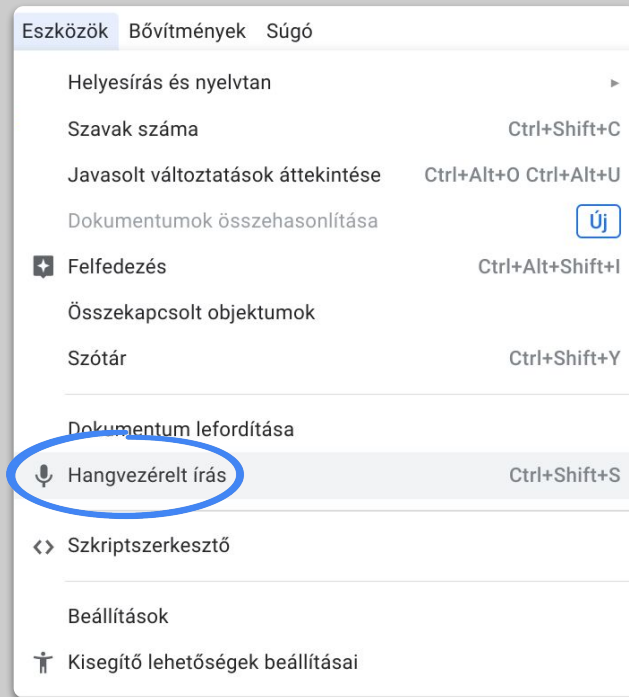 Eszközök Bővítmények Súgó
Helyesírás és nyelvtan ►
Szavak száma Ctrl+Shift+C
Javasolt változtatások áttekintése Ctrl+Alt+O Ctrl+Alt+U
Dokumentumok összehasonlítása Új
Felfedezés Ctrl+Alt+Shift+I
Összekapcsolt objektumok
Szótár Ctrl+Shift+Y
Dokumentum lefordítása
Hangvezérelt írás Ctrl+Shift+S
Szkriptszerkesztő
Beállítások
Kisegítő lehetőségek beállításai